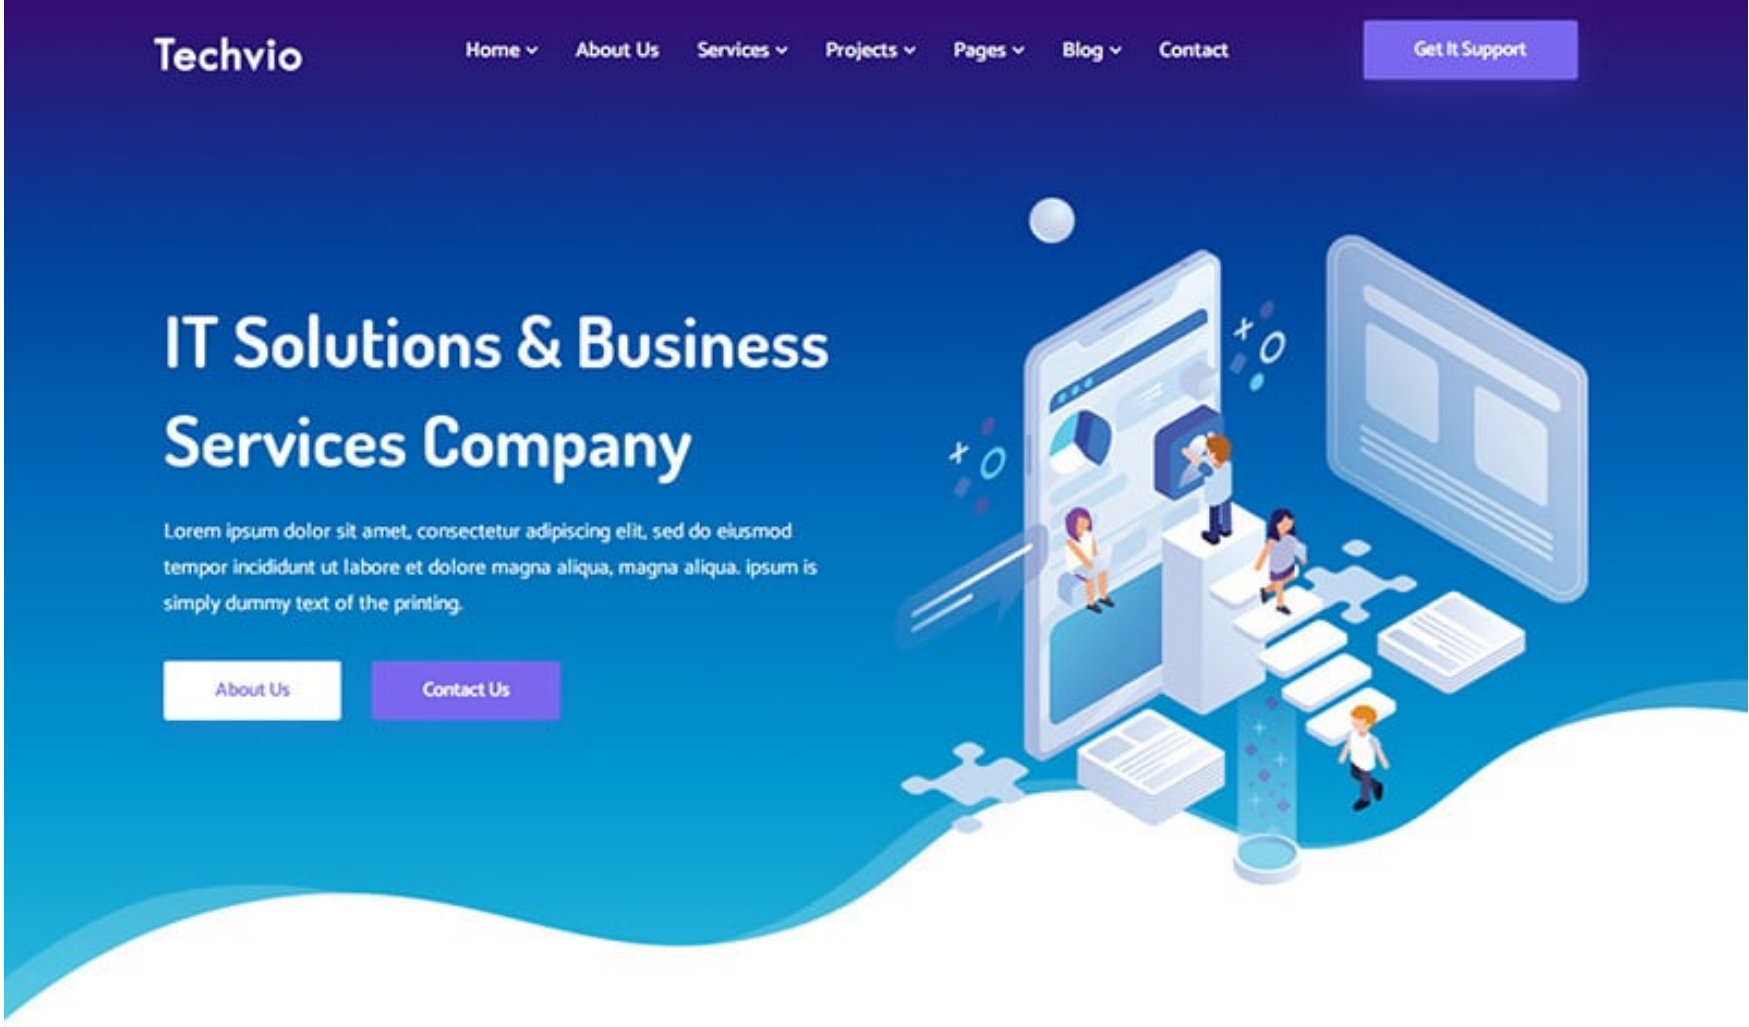 Techvio
Home
About Us
Services
Projects
Pages
Blog
Contact
Get It Support
IT Solutions & Business
Services Company
Lorem ipsum dolor sit amet, consectetur adipiscing elit, sed do eiusmod
tempor incididunt ut labore et dolore magna aliqua, magna aliqua. ipsum is
simply dummy text of the printing.
About Us
Contact Us